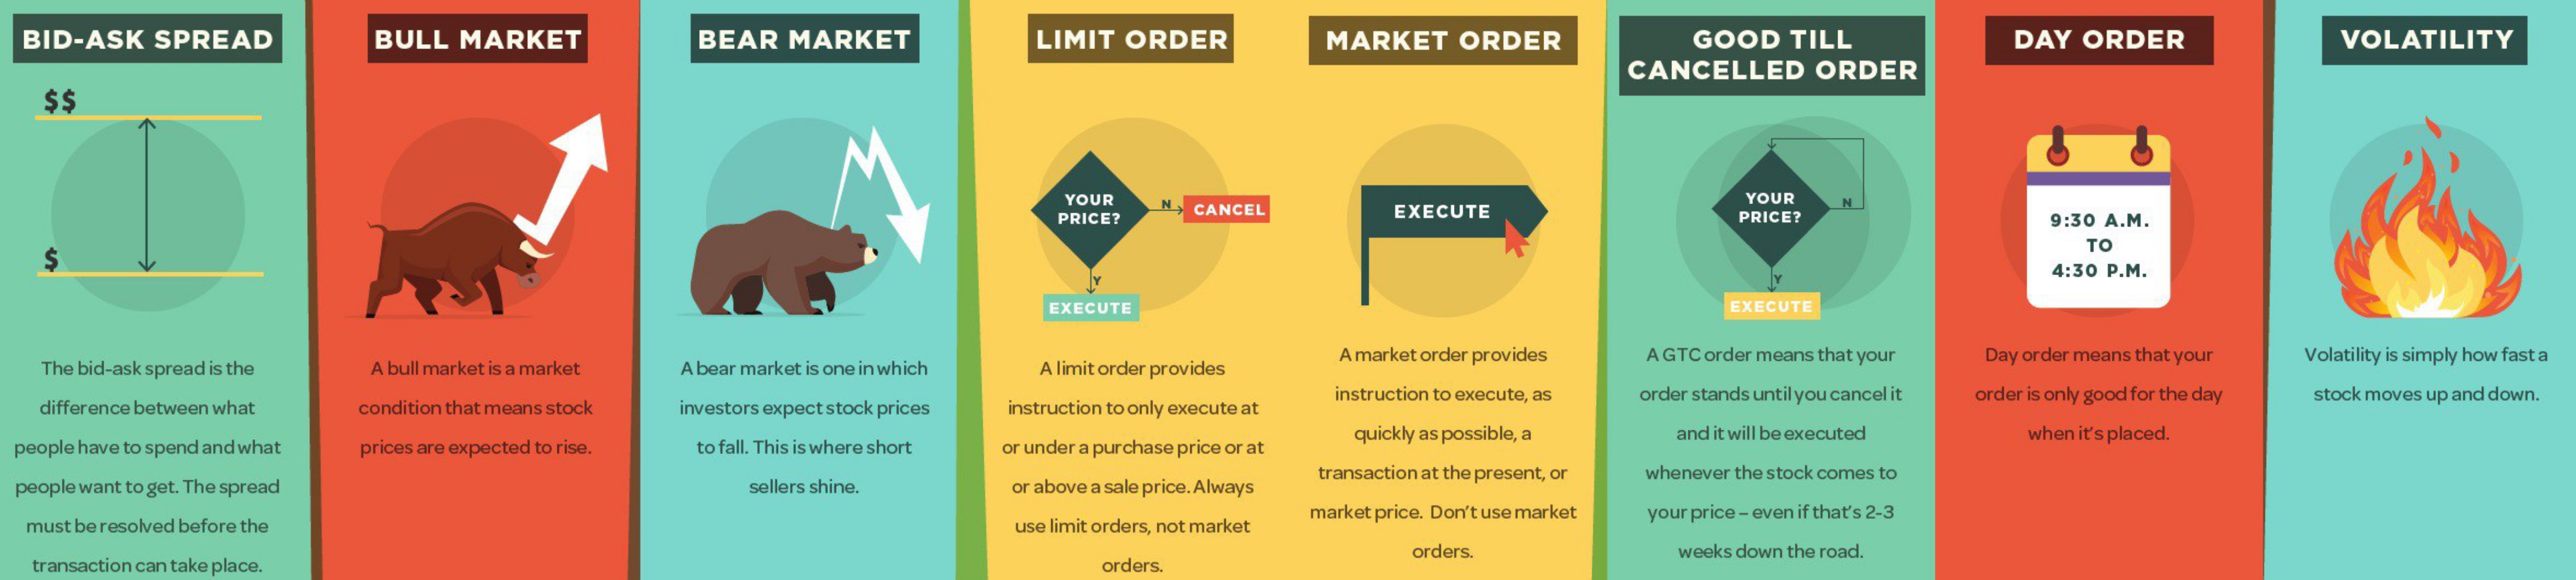 BID-ASK SPREAD
$$
$
The bid-ask spread is the
difference between what
people have to spend and what
people want to get. The spread
must be resolved before the
transaction can take place.
BULL MARKET
A bull market is a market
condition that means stock
prices are expected to rise.
BEAR MARKET
A bear market is one in which
investors expect stock prices
to fall. This is where short
sellers shine.
LIMIT ORDER
YOUR
PRICE?
N
CANCEL
Y
EXECUTE
A limit order provides
instruction to only execute at
or under a purchase price or at
or above a sale price. Always
use limit orders, not market
orders.
MARKET ORDER
EXECUTE
A market order provides
instruction to execute, as
quickly as possible, a
transaction at the present, or
market price. Don't use market
orders.
GOOD TILL
CANCELLED ORDER
YOUR
PRICE?
N
Y
EXECUTE
A GTC order means that your
order stands until you cancel it
and it will be executed
whenever the stock comes to
your price – even if that's 2-3
weeks down the road.
DAY ORDER
9:30 A.M.
TO
4:30 P.M.
Day order means that your
order is only good for the day
when it's placed.
VOLATILITY
Volatility is simply how fast a
stock moves up and down.